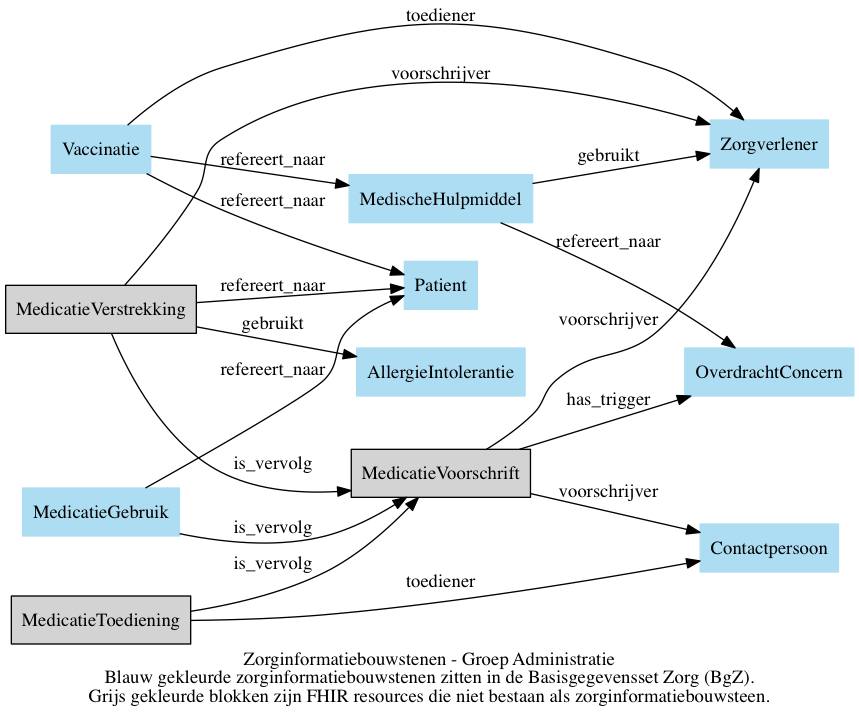 toediener
voorschrijver
Vaccinatie
Zorgverlener
refereert_naar
gebruikt
MedischeHulpmiddel
refereert_naar
refereert_naar
refereert_naar
Patient
MedicatieVerstrekking
gebruikt
voorschrijver
refereert_naar
AllergieIntolerantie
OverdrachtConcern
has_trigger
is_vervolg
MedicatieVoorschrift
voorschrijver
MedicatieGebruik
is_vervolg
Contactpersoon
is_vervolg
toediener
MedicatieToediening
Zorginformatiebouwstenen - Groep Administratie
Blauw gekleurde zorginformatiebouwstenen zitten in de Basisgegevensset Zorg (BgZ).
Grijs gekleurde blokken zijn FHIR resources die niet bestaan als zorginformatiebouwsteen.